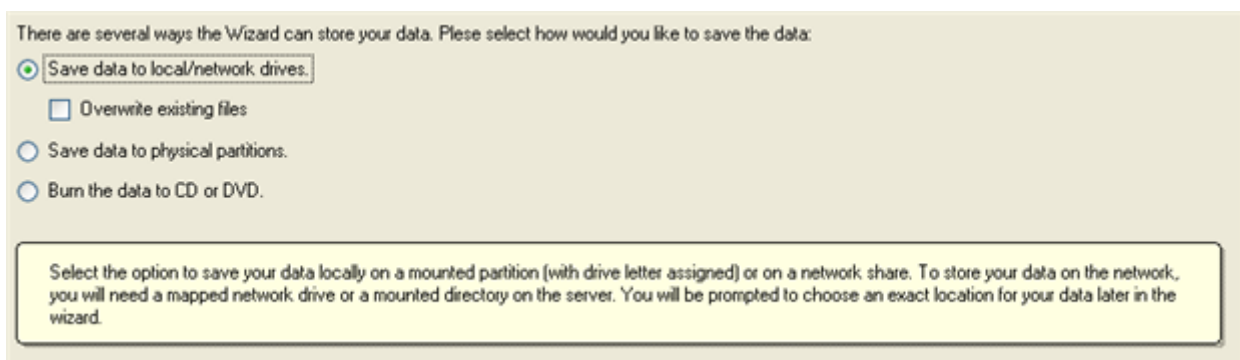 There are several ways the Wizard can store your data. Plese select how would you like to save the data:
Save data to local/network drives.
Overwrite existing files
Save data to physical partitions.
Burn the data to CD or DVD.
Select the option to save your data locally on a mounted partition (with drive letter assigned) or on a network share. To store your data on the network,
you will need a mapped network drive or a mounted directory on the server. You will be prompted to choose an exact location for your data later in the
wizard.